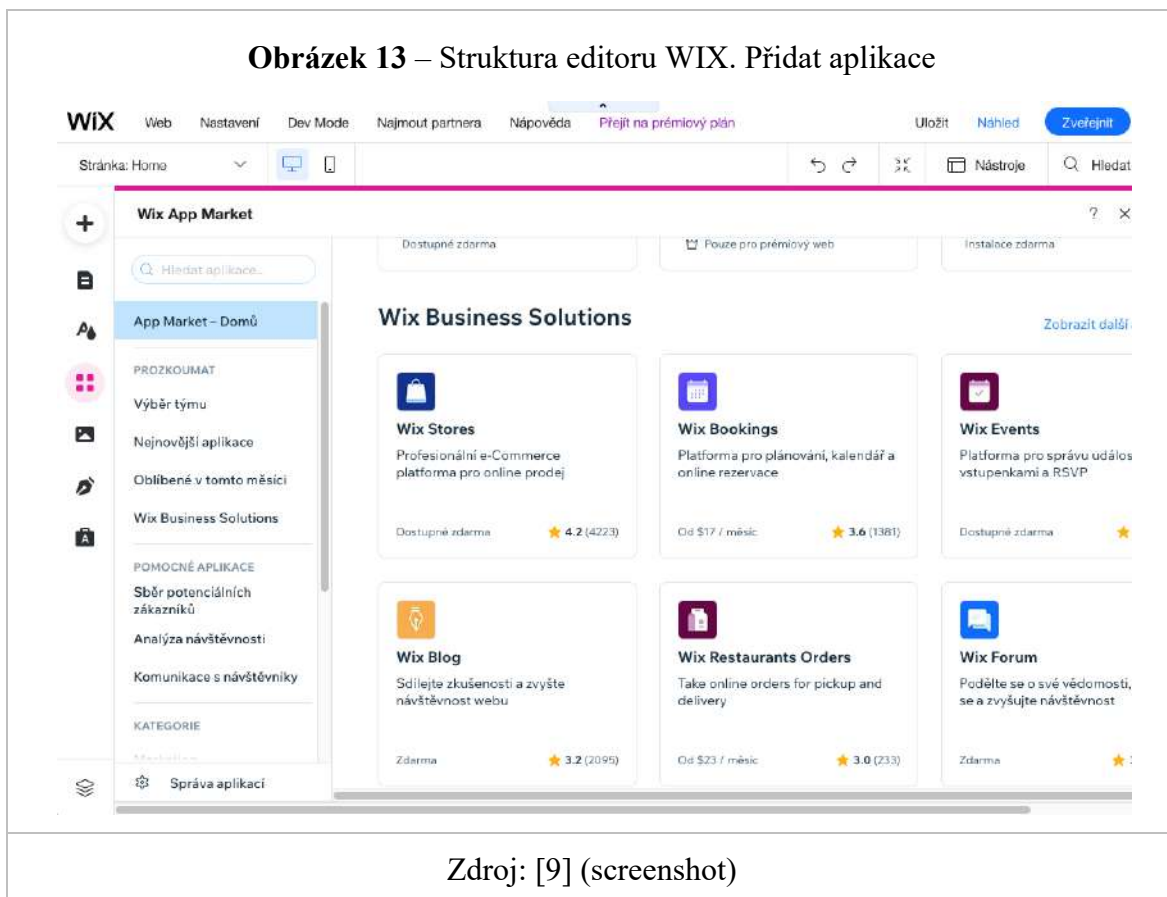 Obrázek 13 – Struktura editoru WIX. Přidat aplikace
WiX Web Nastavení Dev Mode Najmout partnera Nápověda Přejít na prémiový plán Uložit Náhled Zveřejnit
Stránka: Home Nástroje Hledat
Wix App Market ? ×
Dostupné zdarma Pouze pro prémiový web Instalace zdarma
Hledat aplikace...
App Market – Domů
Wix Business Solutions Zobrazit další
PROZKOUMAT
Výběr týmu
Nejnovější aplikace
Oblíbené v tomto měsíci
Wix Business Solutions
POMOCNÉ APLIKACE
Sběr potenciálních
zákazníků
Analýza návštěvnosti
Komunikace s návštěvníky
KATEGORIE
Marketing
Správa aplikací
Wix Stores
Profesionální e-Commerce
platforma pro online prodej
Dostupné zdarma 4.2 (4223)
Wix Bookings
Platforma pro plánování, kalendář a
online rezervace
Od $17 / měsíc 3.6 (1381)
Wix Events
Platforma pro správu událos
vstupenkami a RSVP
Dostupné zdarma
Wix Blog
Sdílejte zkušenosti a zvyšte
návštěvnost webu
Zdarma 3.2 (2095)
Wix Restaurants Orders
Take online orders for pickup and
delivery
Od $23 / měsíc 3.0 (233)
Wix Forum
Podělte se o své vědomosti,
se a zvyšujte návštěvnost
Zdarma
Zdroj: [9] (screenshot)